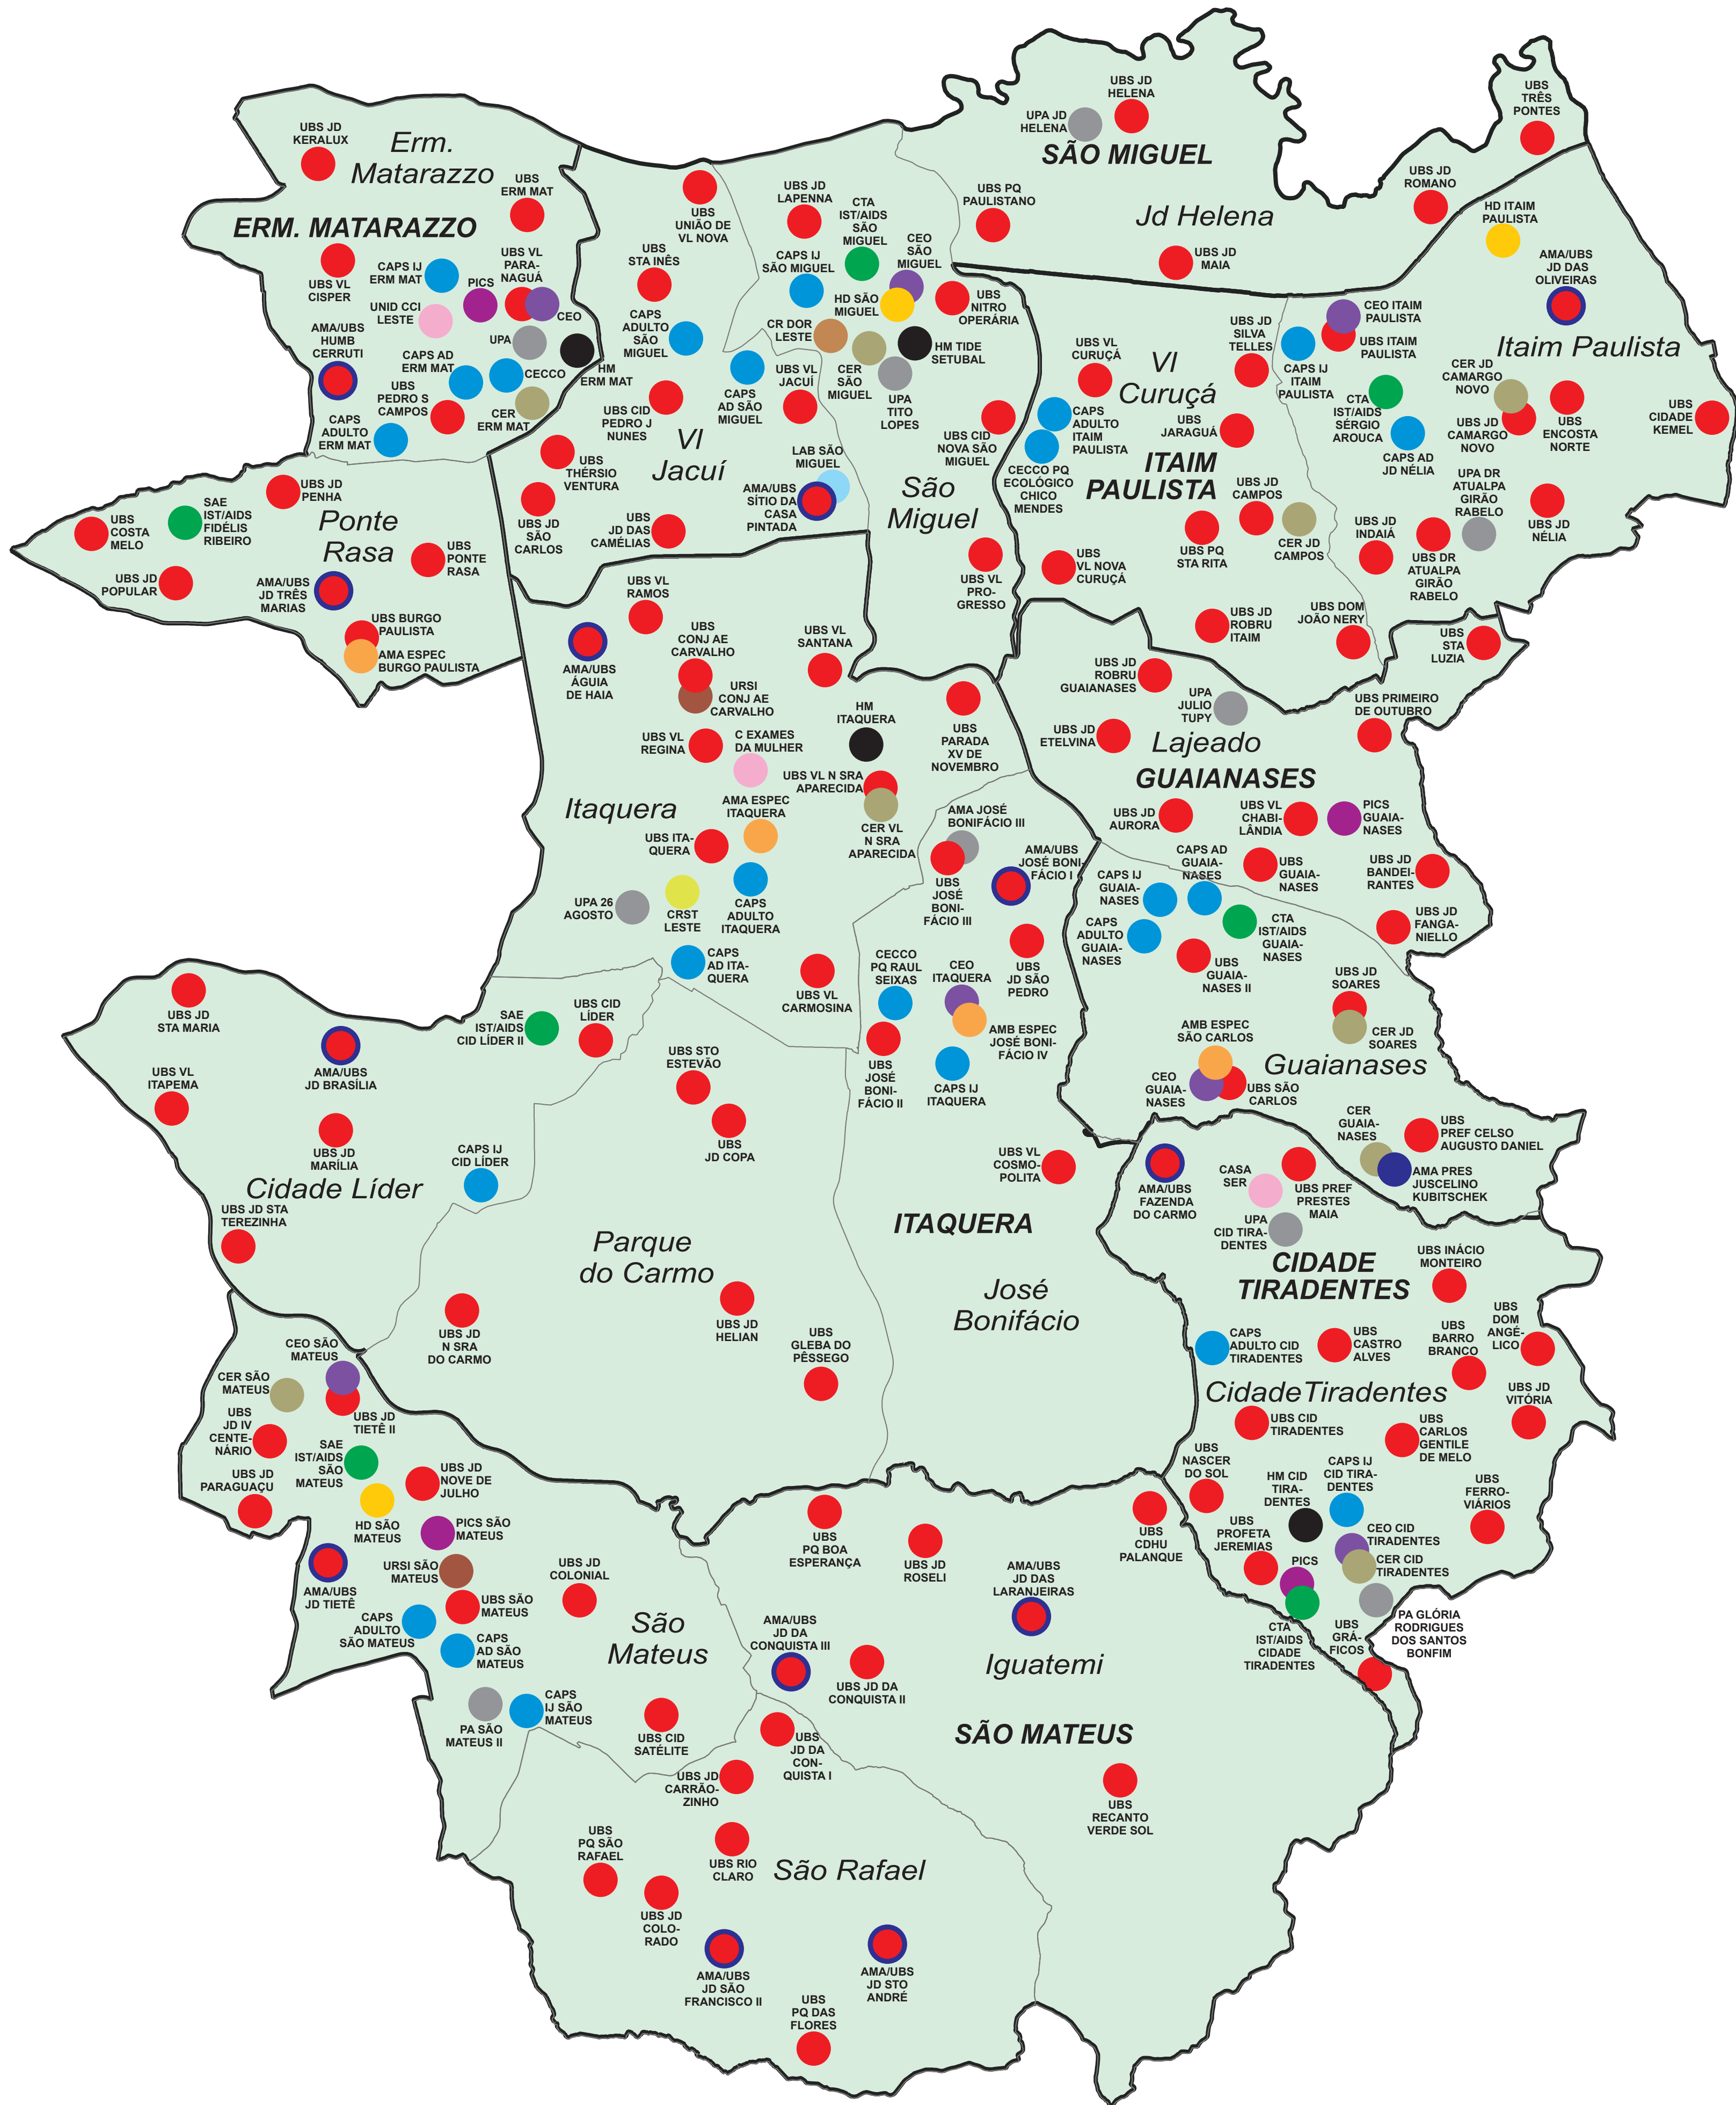 UBS JD
KERALUX
Erm.
Matarazzo
UBS
ERM MAT
ERM. MATARAZZO
UBS VL
CISPER
CAPS IJ
ERM MAT
PICS
UBS VL
PARA-
NAGUÁ
CEO
UNID CCI
LESTE
UPA
HM
ERM MAT
AMA/UBS
HUMB
CERRUTI
CAPS AD
ERM MAT
CECCO
UBS
PEDRO S
CAMPOS
CER
ERM MAT
CAPS
ADULTO
ERM MAT
UBS JD
PENHA
SAE
IST/AIDS
FIDÉLIS
RIBEIRO
UBS
COSTA
MELO
Ponte
Rasa
UBS
PONTE
RASA
UBS JD
POPULAR
AMA/UBS
JD TRÊS
MARIAS
UBS BURGO
PAULISTA
AMA ESPEC
BURGO PAULISTA
UBS
UNIÃO DE
VL NOVA
UBS
STA INÊS
CAPS
ADULTO
SÃO
MIGUEL
UBS CID
PEDRO J
NUNES
Vl
Jacuí
UBS
THÉRSIO
VENTURA
UBS JD
SÃO
CARLOS
UBS
JD DAS
CAMÉLIAS
CAPS
AD SÃO
MIGUEL
UBS VL
JACUÍ
LAB SÃO
MIGUEL
AMA/UBS
SÍTIO DA
CASA
PINTADA
UBS JD
LAPENNA
CTA
IST/AIDS
SÃO
MIGUEL
CAPS IJ
SÃO MIGUEL
CEO
SÃO
MIGUEL
HD SÃO
MIGUEL
UBS
NITRO
OPERÁRIA
CR DOR
LESTE
HM TIDE
SETUBAL
CER
SÃO
MIGUEL
UPA
TITO
LOPES
UBS CID
NOVA SÃO
MIGUEL
São
Miguel
UBS VL
PRO-
GRESSO
UBS JD
HELENA
UPA JD
HELENA
SÃO MIGUEL
UBS PQ
PAULISTANO
Jd Helena
UBS JD
MAIA
UBS
TRÊS
PONTES
UBS JD
ROMANO
HD ITAIM
PAULISTA
AMA/UBS
JD DAS
OLIVEIRAS
CEO ITAIM
PAULISTA
UBS ITAIM
PAULISTA
Itaim Paulista
CAPS IJ
ITAIM
PAULISTA
UBS JD
SILVA
TELLES
UBS VL
CURUÇÁ
Vl
Curuçá
CER JD
CAMARGO
NOVO
UBS JD
CAMARGO
NOVO
UBS
ENCOSTA
NORTE
UBS
CIDADE
KEMEL
CTA
IST/AIDS
SÉRGIO
AROUCA
CAPS AD
JD NÉLIA
CAPS
ADULTO
ITAIM
PAULISTA
UBS
JARAGUÁ
CECCO PQ
ECOLÓGICO
CHICO
MENDES
ITAIM
PAULISTA
UBS JD
CAMPOS
CER JD
CAMPOS
UBS PQ
STA RITA
UPA DR
ATUALPA
GIRÃO
RABELO
UBS JD
NÉLIA
UBS JD
INDAIÁ
UBS DR
ATUALPA
GIRÃO
RABELO
UBS
VL NOVA
CURUÇÁ
UBS JD
ROBRU
ITAIM
UBS DOM
JOÃO NERY
UBS
STA
LUZIA
UBS VL
RAMOS
AMA/UBS
ÁGUIA
DE HAIA
UBS
CONJ AE
CARVALHO
URSI
CONJ AE
CARVALHO
UBS VL
SANTANA
UBS VL
REGINA
C EXAMES
DA MULHER
HM
ITAQUERA
UBS
PARADA
XV DE
NOVEMBRO
UBS VL N SRA
APARECIDA
CER VL
N SRA
APARECIDA
Itaquera
AMA ESPEC
ITAQUERA
UBS ITA-
QUERA
UPA 26
AGOSTO
CRST
LESTE
CAPS
ADULTO
ITAQUERA
CAPS
AD ITA-
QUERA
UBS VL
CARMOSINA
AMA JOSÉ
BONIFÁCIO III
UBS
JOSÉ
BONI-
FÁCIO III
AMA/UBS
JOSÉ BONI-
FÁCIO I
UBS
JD SÃO
PEDRO
CECCO
PQ RAUL
SEIXAS
CEO
ITAQUERA
AMB ESPEC
JOSÉ BONI-
FÁCIO IV
UBS
JOSÉ
BONI-
FÁCIO II
CAPS IJ
ITAQUERA
UBS VL
COSMO-
POLITA
ITAQUERA
José
Bonifácio
UBS JD
ROBRU
GUAIANASES
UPA
JULIO
TUPY
UBS PRIMEIRO
DE OUTUBRO
UBS JD
ETELVINA
Lajeado
GUAIANASES
UBS JD
AURORA
UBS VL
CHABI-
LÂNDIA
PICS
GUAIA-
NASES
UBS
GUAIA-
NASES
UBS JD
BANDEI-
RANTES
CAPS AD
GUAIA-
NASES
CAPS IJ
GUAIA-
NASES
CAPS
ADULTO
GUAIA-
NASES
CTA
IST/AIDS
GUAIA-
NASES
UBS JD
FANGA-
NIELLO
UBS
GUAIA-
NASES II
UBS JD
SOARES
CER JD
SOARES
AMB ESPEC
SÃO CARLOS
Guaianases
CEO
GUAIA-
NASES
UBS SÃO
CARLOS
CER
GUAIA-
NASES
UBS
PREF CELSO
AUGUSTO DANIEL
AMA PRES
JUSCELINO
KUBITSCHEK
UBS JD
STA MARIA
AMA/UBS
JD BRASÍLIA
SAE
IST/AIDS
CID LÍDER II
UBS CID
LÍDER
UBS VL
ITAPEMA
UBS JD
MARÍLIA
CAPS IJ
CID LÍDER
Cidade Líder
UBS JD STA
TEREZINHA
UBS STO
ESTEVÃO
UBS
JD COPA
Parque
do Carmo
UBS JD
HELIAN
UBS JD
N SRA
DO CARMO
UBS
GLEBA DO
PÊSSEGO
AMA/UBS
FAZENDA
DO CARMO
CASA
SER
UBS PREF
PRESTES
MAIA
UPA
CID TIRA-
DENTES
CIDADE
TIRADENTES
UBS INÁCIO
MONTEIRO
UBS
DOM
ANGÉ-
LICO
CAPS
ADULTO CID
TIRADENTES
UBS
CASTRO
ALVES
UBS
BARRO
BRANCO
CidadeTiradentes
UBS JD
VITÓRIA
UBS CID
TIRADENTES
UBS
CARLOS
GENTILE
DE MELO
UBS
NASCER
DO SOL
HM CID
TIRA-
DENTES
CAPS IJ
CID TIRA-
DENTES
UBS
FERRO-
VIÁRIOS
UBS
PROFETA
JEREMIAS
CEO CID
TIRADENTES
PICS
CER CID
TIRADENTES
CTA
IST/AIDS
CIDADE
TIRADENTES
UBS
GRÁ-
FICOS
PA GLÓRIA
RODRIGUES
DOS SANTOS
BONFIM
CEO SÃO
MATEUS
CER SÃO
MATEUS
UBS JD
TIETÊ II
UBS
JD IV
CENTE-
NÁRIO
SAE
IST/AIDS
SÃO
MATEUS
UBS JD
PARAGUAÇU
UBS JD
NOVE DE
JULHO
HD SÃO
MATEUS
PICS SÃO
MATEUS
AMA/UBS
JD TIETÊ
URSI SÃO
MATEUS
UBS JD
COLONIAL
UBS SÃO
MATEUS
CAPS
ADULTO
SÃO MATEUS
CAPS
AD SÃO
MATEUS
São
Mateus
PA SÃO
MATEUS II
CAPS
IJ SÃO
MATEUS
UBS CID
SATÉLITE
UBS
PQ BOA
ESPERANÇA
UBS JD
ROSELI
UBS
CDHU
PALANQUE
AMA/UBS
JD DAS
LARANJEIRAS
AMA/UBS
JD DA
CONQUISTA III
UBS JD DA
CONQUISTA II
Iguatemi
SÃO MATEUS
UBS
JD DA
CON-
QUISTA I
UBS JD
CARRÃO-
ZINHO
UBS
RECANTO
VERDE SOL
UBS
PQ SÃO
RAFAEL
UBS RIO
CLARO
São Rafael
UBS JD
COLO-
RADO
AMA/UBS
JD SÃO
FRANCISCO II
AMA/UBS
JD STO
ANDRÉ
UBS
PQ DAS
FLORES